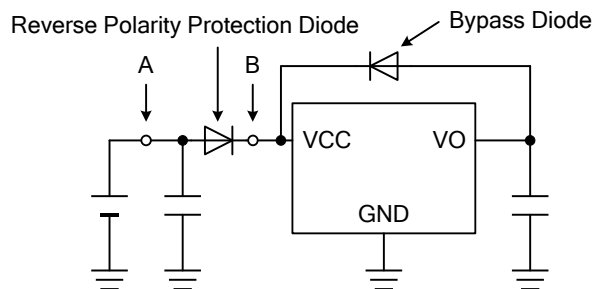 Reverse Polarity Protection Diode
Bypass Diode
A
B
VCC
VO
GND